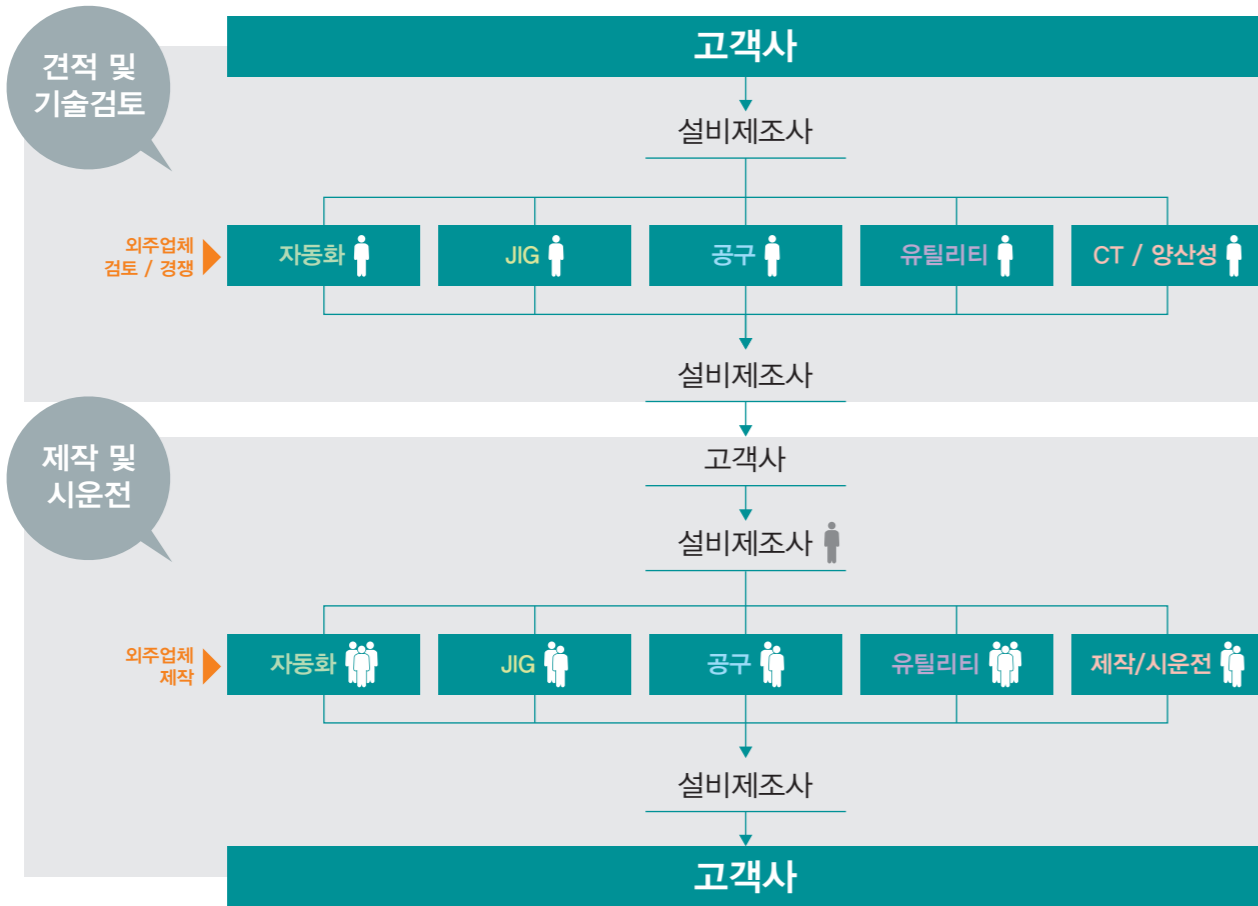 고객사
견적 및
기술검토
설비제조사
외주업체
검토 / 경쟁
자동화
JIG
공구
유틸리티
CT / 양산성
설비제조사
제작 및
시운전
고객사
설비제조사
외주업체
제작
자동화
JIG
공구
유틸리티
제작/시운전
설비제조사
고객사